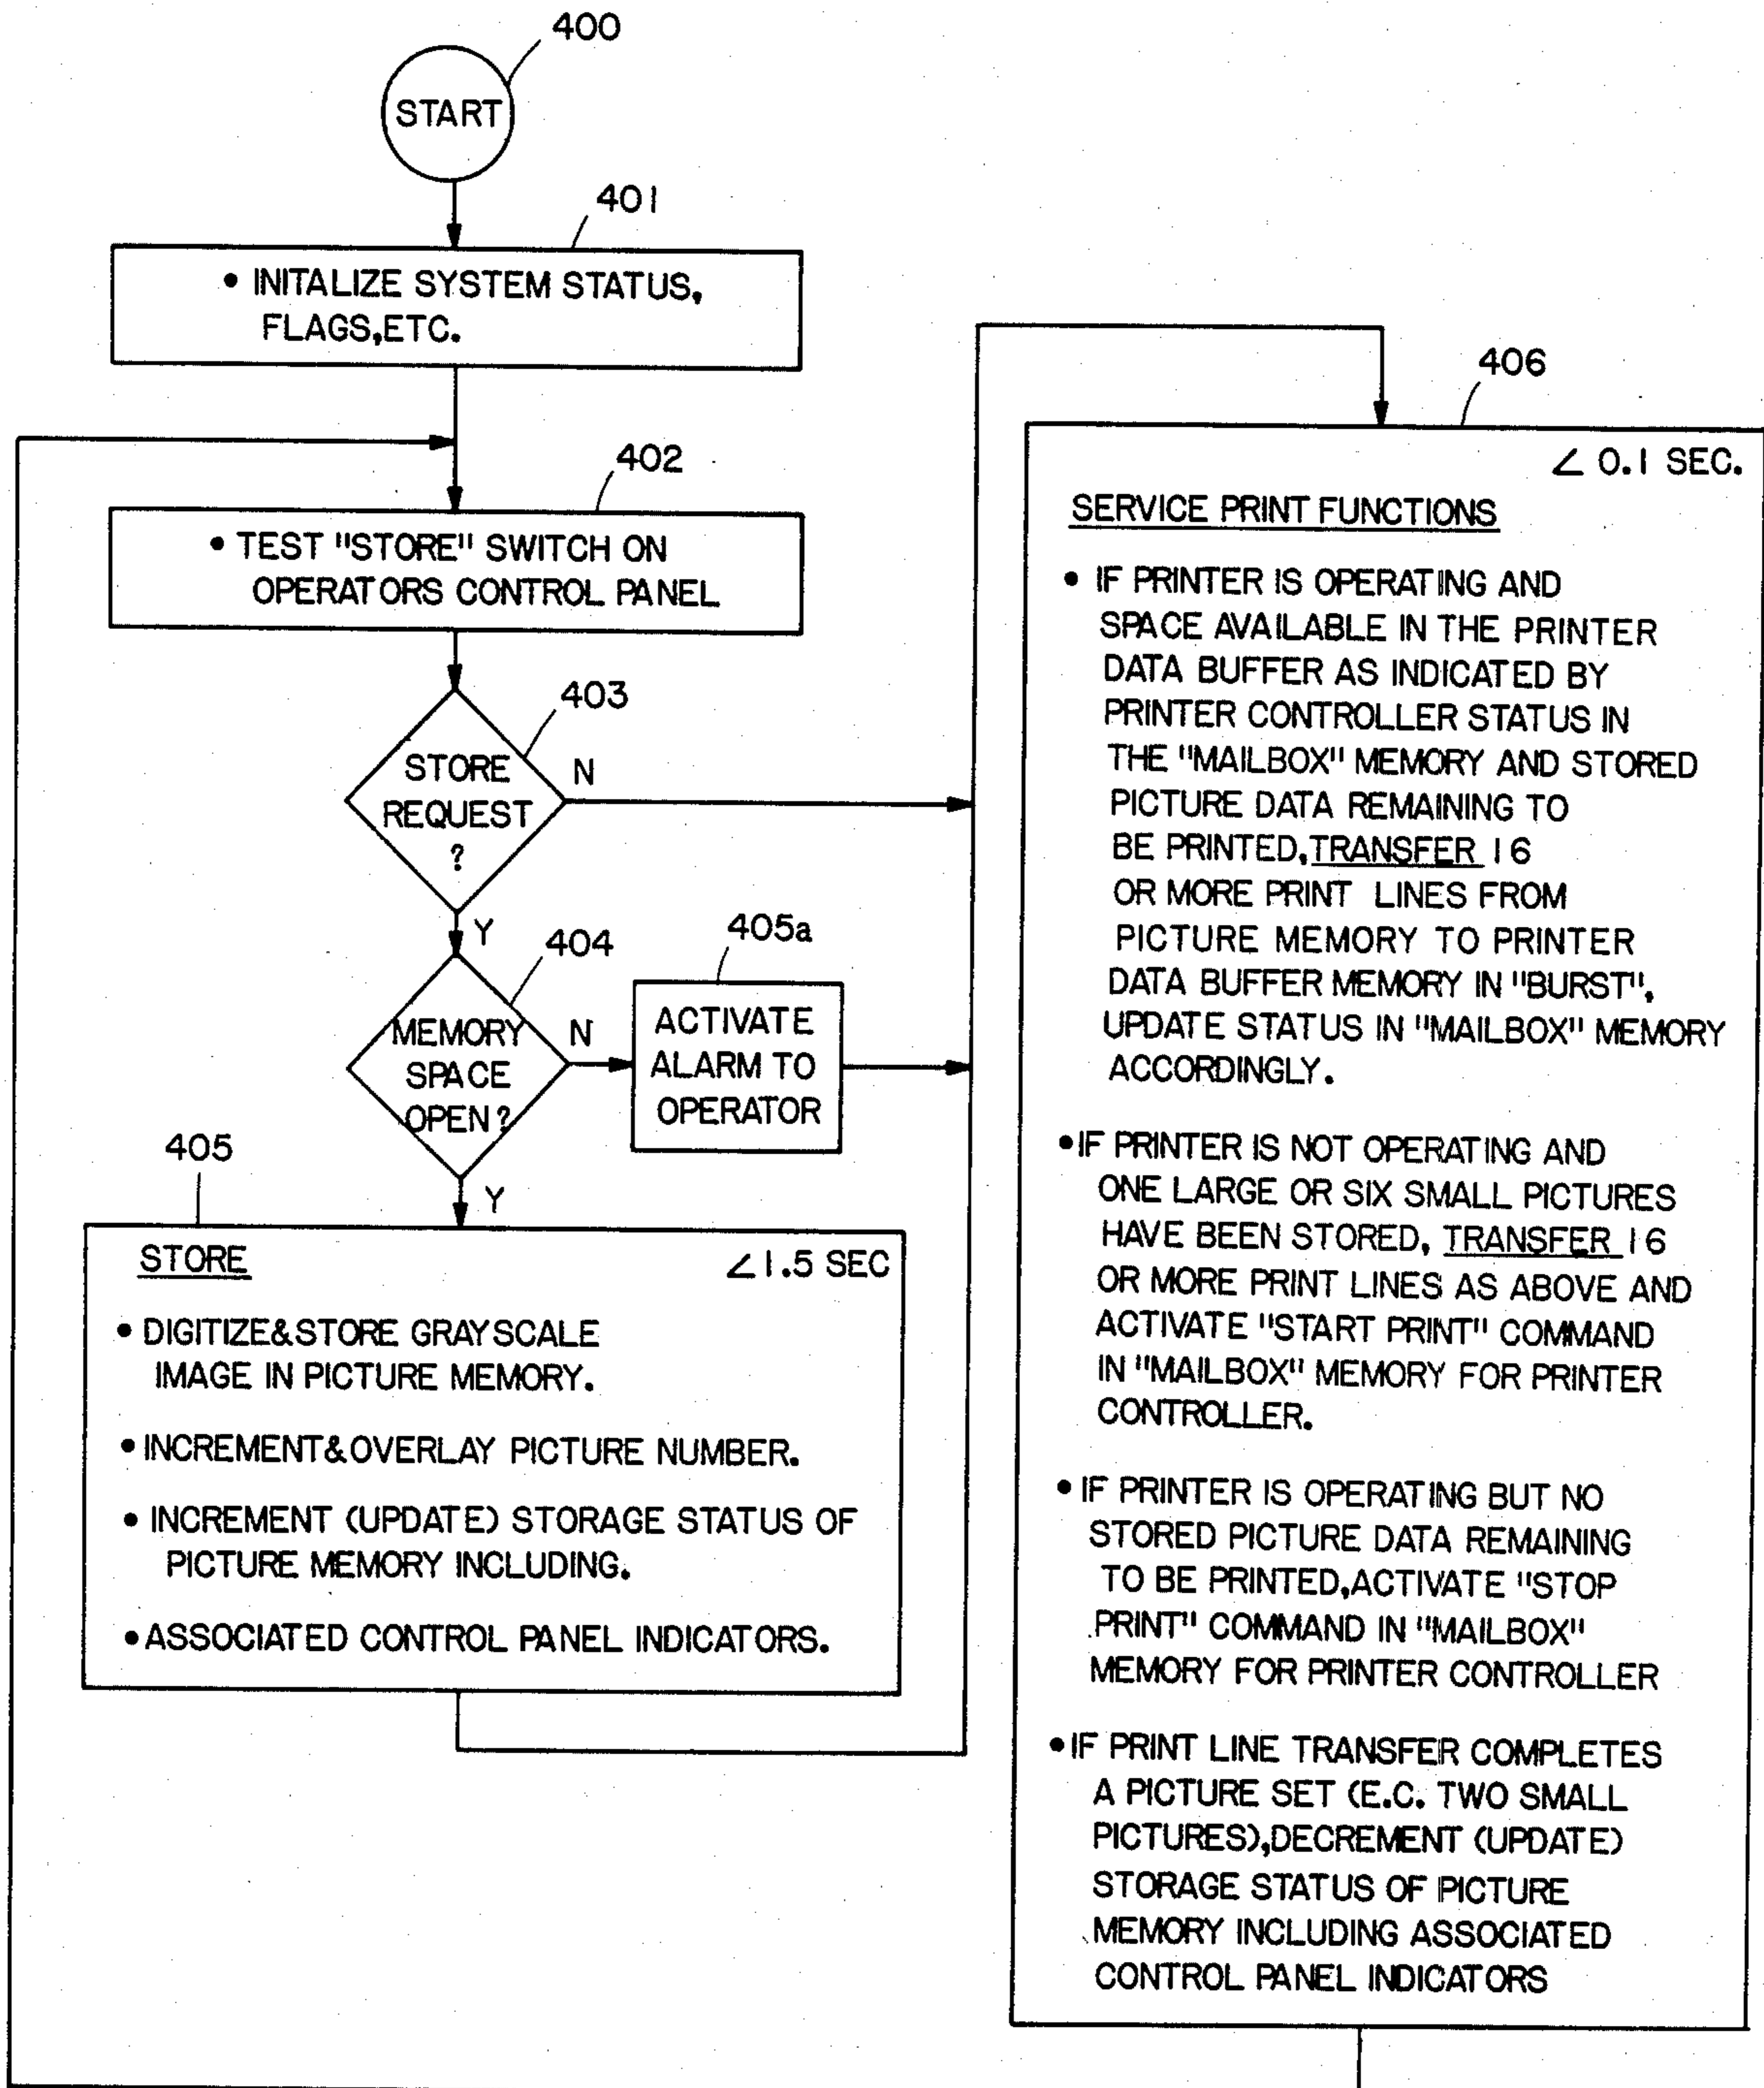 400
START
401
• INITALIZE SYSTEM STATUS,
FLAGS,ETC.
402
• TEST "STORE" SWITCH ON
OPERATORS CONTROL PANEL
403
STORE
REQUEST
?
N
Y
404
MEMORY
SPACE
OPEN?
N
Y
405a
ACTIVATE
ALARM TO
OPERATOR
405
STORE
∠1.5 SEC
• DIGITIZE&STORE GRAYSCALE
IMAGE IN PICTURE MEMORY.
• INCREMENT&OVERLAY PICTURE NUMBER.
• INCREMENT (UPDATE) STORAGE STATUS OF
PICTURE MEMORY INCLUDING.
• ASSOCIATED CONTROL PANEL INDICATORS.
406
∠ 0.1 SEC.
SERVICE PRINT FUNCTIONS
• IF PRINTER IS OPERATING AND
SPACE AVAILABLE IN THE PRINTER
DATA BUFFER AS INDICATED BY
PRINTER CONTROLLER STATUS IN
THE "MAILBOX" MEMORY AND STORED
PICTURE DATA REMAINING TO
BE PRINTED, TRANSFER 16
OR MORE PRINT LINES FROM
PICTURE MEMORY TO PRINTER
DATA BUFFER MEMORY IN "BURST",
UPDATE STATUS IN "MAILBOX" MEMORY
ACCORDINGLY.
• IF PRINTER IS NOT OPERATING AND
ONE LARGE OR SIX SMALL PICTURES
HAVE BEEN STORED, TRANSFER 16
OR MORE PRINT LINES AS ABOVE AND
ACTIVATE "START PRINT" COMMAND
IN "MAILBOX" MEMORY FOR PRINTER
CONTROLLER.
• IF PRINTER IS OPERATING BUT NO
STORED PICTURE DATA REMAINING
TO BE PRINTED,ACTIVATE "STOP
PRINT" COMMAND IN "MAILBOX"
MEMORY FOR PRINTER CONTROLLER
• IF PRINT LINE TRANSFER COMPLETES
A PICTURE SET (E.C. TWO SMALL
PICTURES),DECREMENT (UPDATE)
STORAGE STATUS OF PICTURE
MEMORY INCLUDING ASSOCIATED
CONTROL PANEL INDICATORS